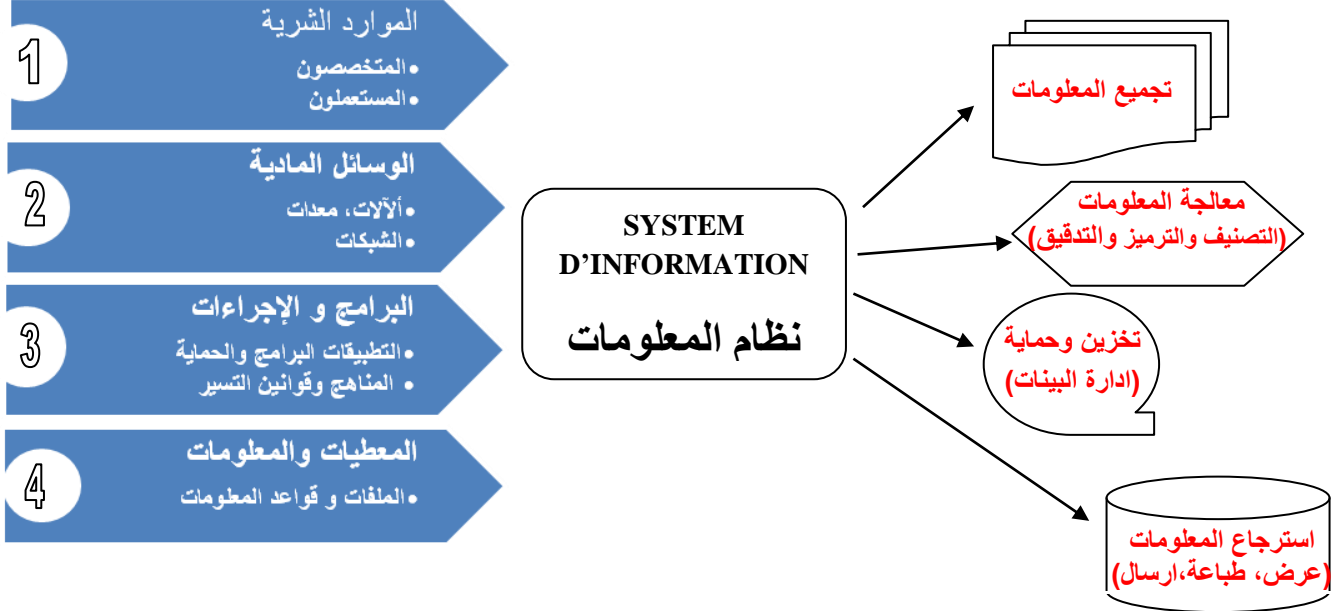 1
الموارد الشرية
•المتخصصون
•المستعملون
2
الوسائل المادية
•ألآلات، معدات
•الشبكات
3
البرامج و الإجراءات
•التطبيقات البرامج والحماية
• المناهج وقوانين التسير
4
المعطيات والمعلومات
•الملفات و قواعد المعلومات
SYSTEM
D’INFORMATION
نظام المعلومات
تجميع المعلومات
معالجة المعلومات
(التصنيف والترميز والتدقيق)
تخزين وحماية
(ادارة البينات)
استرجاع المعلومات
(عرض، طباعة،ارسال)